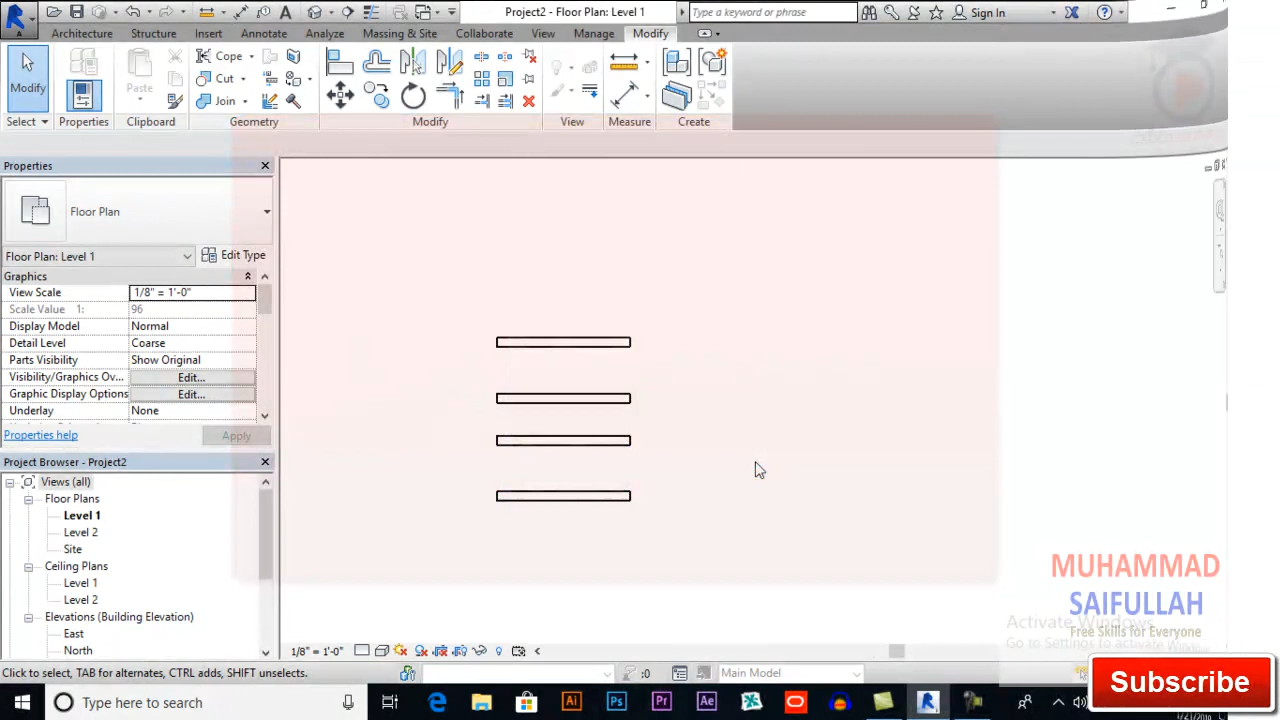 Project2 - Floor Plan: Level 1
Type a keyword or phrase
Sign In
Architecture Structure Insert Annotate Analyze Massing & Site Collaborate View Manage Modify
Modify
Paste
Cope
Cut
Join
Select Properties Clipboard Geometry Modify View Measure Create
Properties
Floor Plan
Floor Plan: Level 1 Edit Type
Graphics
View Scale 1/8" = 1'-0"
Scale Value 1: 96
Display Model Normal
Detail Level Coarse
Parts Visibility Show Original
Visibility/Graphics Ov... Edit...
Graphic Display Options Edit...
Underlay None
Properties help Apply
Project Browser - Project2
Views (all)
Floor Plans
Level 1
Level 2
Site
Ceiling Plans
Level 1
Level 2
Elevations (Building Elevation)
East
North
1/8" = 1'-0"
MUHAMMAD
SAIFULLAH
Free Skills for Everyone
Activate Windows
Click to select, TAB for alternates, CTRL adds, SHIFT unselects.
:0
Main Model
Subscribe
Type here to search